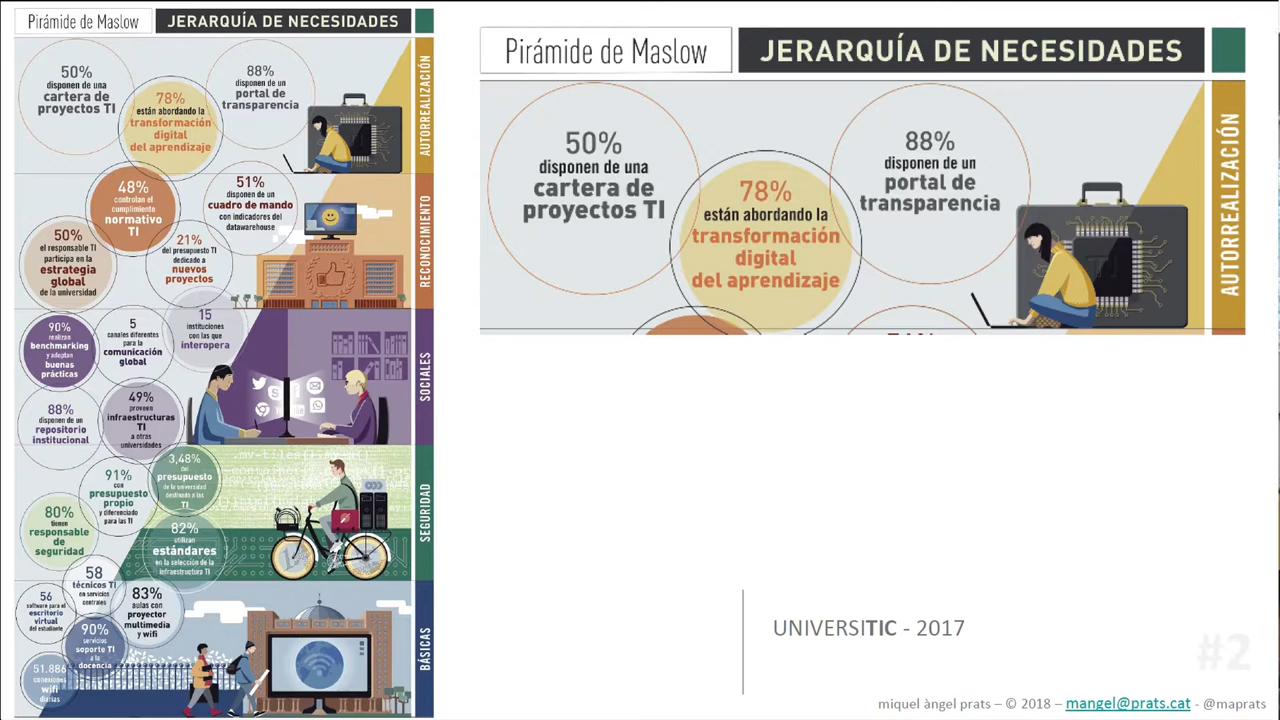 Pirámide de Maslow
JERARQUÍA DE NECESIDADES
50%
disponen de una
cartera de
proyectos TI
78%
están abordando la
transformación
digital
del aprendizaje
88%
disponen de un
portal de
transparencia
AUTORREALIZACIÓN
48%
controlan el
cumplimiento
normativo
TI
51%
disponen de un
cuadro de mando
con indicadores del
datawarehouse
50%
el responsable TI
participa en la
estrategia
global
de la universidad
21%
del presupuesto TI
dedicado a
nuevos
proyectos
RECONOCIMIENTO
90%
realizan
benchmarking
y adoptan
buenas
prácticas
5
canales diferentes
para la
comunicación
global
15
instituciones
con las que
interopera
88%
disponen de un
repositorio
institucional
49%
proveen
infraestructuras
TI
a otras
universidades
SOCIALES
91%
con
presupuesto
propio
y diferenciado
para las TI
3,48%
del
presupuesto
de la universidad
destinado a las
TI
80%
tienen
responsable
de
seguridad
82%
utilizan
estándares
en la selección de la
infraestructura TI
SEGURIDAD
58
técnicos TI
en servicios
centrales
56
software para el
escritorio
virtual
del estudiante
83%
aulas con
proyector
multimedia
y wifi
90%
servicios
soporte TI
a la
docencia
51.886
conexiones
wifi
diarias
BÁSICAS
Pirámide de Maslow
JERARQUÍA DE NECESIDADES
50%
disponen de una
cartera de
proyectos TI
78%
están abordando la
transformación
digital
del aprendizaje
88%
disponen de un
portal de
transparencia
AUTORREALIZACIÓN
UNIVERSITIC - 2017
#2
miquel àngel prats – © 2018 – mangel@prats.cat - @maprats